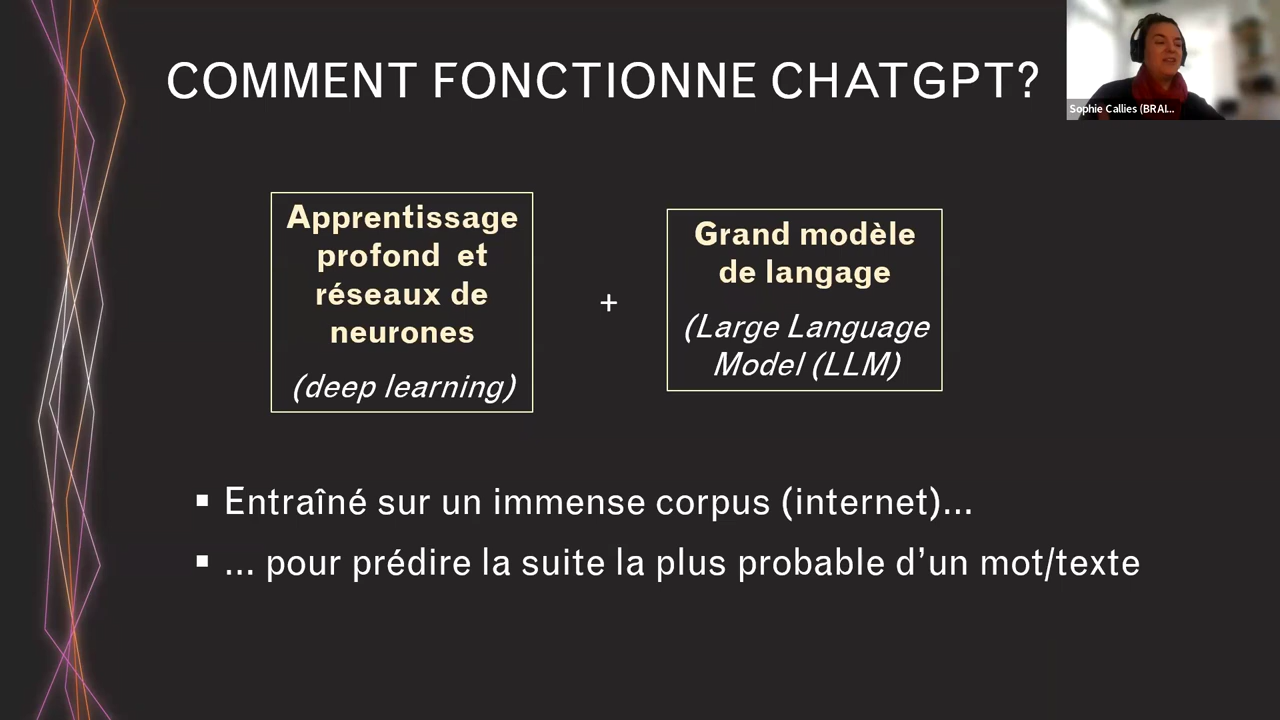 COMMENT FONCTIONNE CHATGPT?
Sophie Callies (BRAI...
Apprentissage
profond et
réseaux de
neurones
(deep learning)
+
Grand modèle
de langage
(Large Language
Model (LLM)
▪ Entraîné sur un immense corpus (internet)...
▪ ... pour prédire la suite la plus probable d’un mot/texte